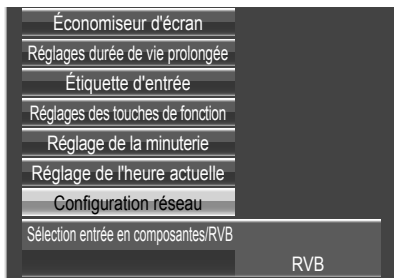 Économiseur d'écran
Réglages durée de vie prolongée
Étiquette d'entrée
Réglages des touches de fonction
Réglage de la minuterie
Réglage de l'heure actuelle
Configuration réseau
Sélection entrée en composantes/RVB
RVB